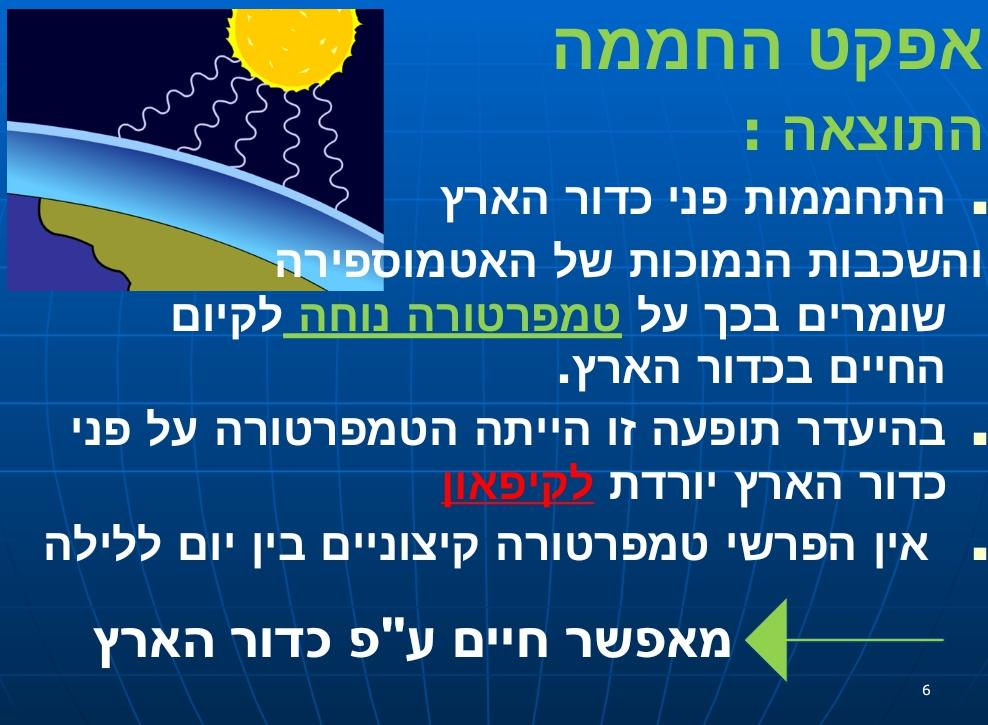 אפקט החממה
התוצאה :
▪ התחממות פני כדור הארץ
והשכבות הנמוכות של האטמוספירה
שומרים בכך על טמפרטורה נוחה לקיום
החיים בכדור הארץ.
▪ בהיעדר תופעה זו הייתה הטמפרטורה על פני
כדור הארץ יורדת לקיפאון
▪ אין הפרשי טמפרטורה קיצוניים בין יום ללילה
מאפשר חיים ע"פ כדור הארץ
6